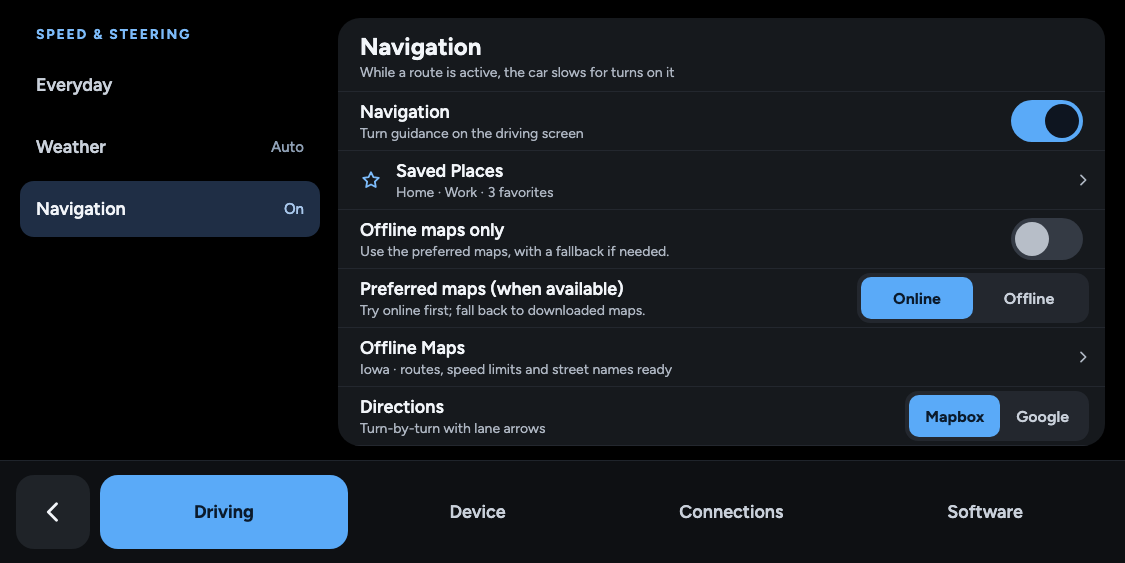 SPEED & STEERING
Everyday
Weather Auto
Navigation On
Navigation
While a route is active, the car slows for turns on it
Navigation
Turn guidance on the driving screen
Saved Places
Home · Work · 3 favorites
Offline maps only
Use the preferred maps, with a fallback if needed.
Preferred maps (when available)
Try online first; fall back to downloaded maps.
Online Offline
Offline Maps
Iowa · routes, speed limits and street names ready
Directions
Turn-by-turn with lane arrows
Mapbox Google
Driving Device Connections Software